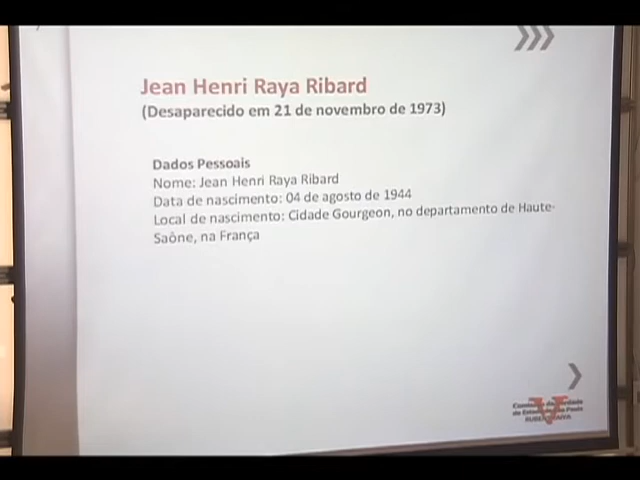 Jean Henri Raya Ribard
(Desaparecido em 21 de novembro de 1973)
Dados Pessoais
Nome: Jean Henri Raya Ribard
Data de nascimento: 04 de agosto de 1944
Local de nascimento: Cidade Gourgeon, no departamento de Haute-
Saône, na França